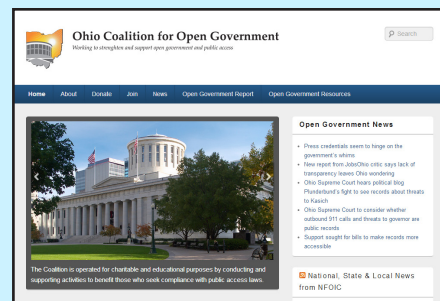 Ohio Coalition for Open Government
Working to strengthen and support open government and public access
Search
Home About Donate Join News Open Government Report Open Government Resources
Open Government News
Press credentials seem to hinge on the
government's whims
New report from JobsOhio critic says lack of
transparency leaves Ohio wondering
Ohio Supreme Court hears political blog
Plunderbund's fight to see records about threats
to Kasich
Ohio Supreme Court to consider whether
outbound 911 calls and threats to governor are
public records
Support sought for bills to make records more
accessible
The Coalition is operated for charitable and educational purposes by conducting and
supporting activities to benefit those who seek compliance with public access laws.
National, State & Local News
from NFOIC